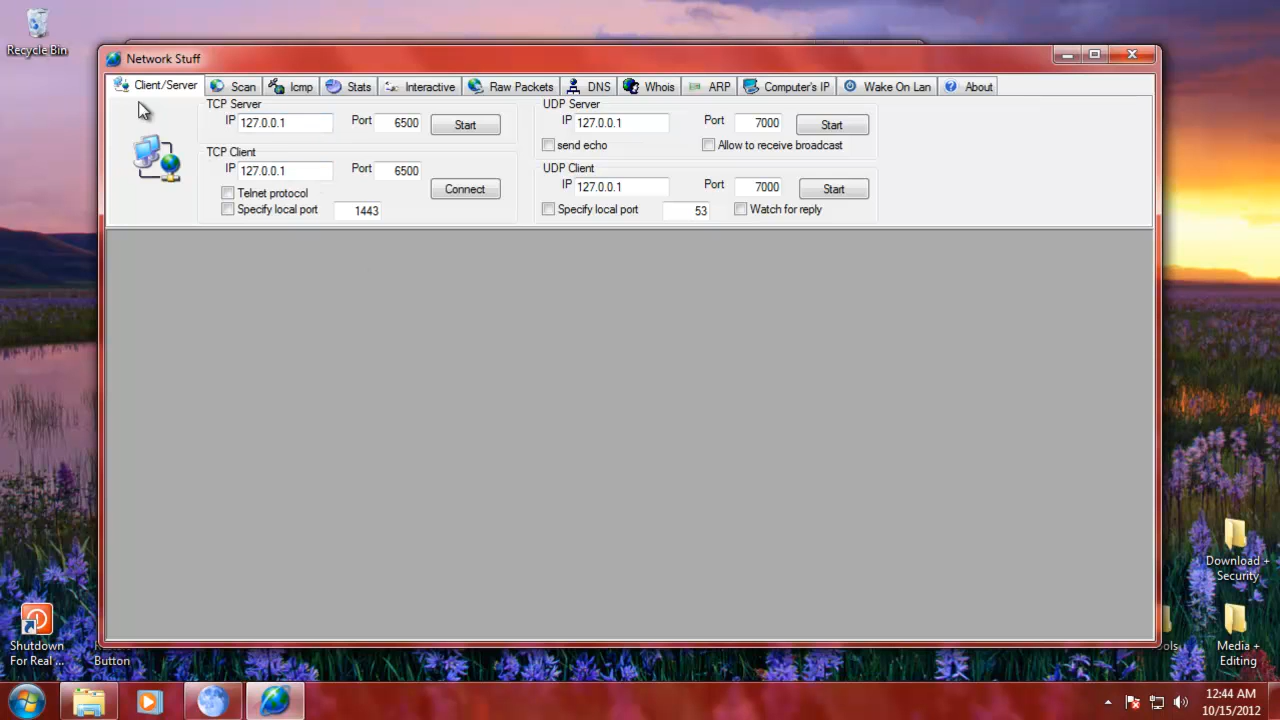 Recycle Bin
Network Stuff
Client/Server
Scan
Icmp
Stats
Interactive
Raw Packets
DNS
Whois
ARP
Computer's IP
Wake On Lan
About
TCP Server
IP 127.0.0.1 Port 6500 Start
TCP Client
IP 127.0.0.1 Port 6500
Telnet protocol
Connect
Specify local port 1443
UDP Server
IP 127.0.0.1 Port 7000 Start
send echo
Allow to receive broadcast
UDP Client
IP 127.0.0.1 Port 7000 Start
Specify local port 53
Watch for reply
Download +
Security
Shutdown
For Real ...
Button
Media +
Editing
12:44 AM
10/15/2012